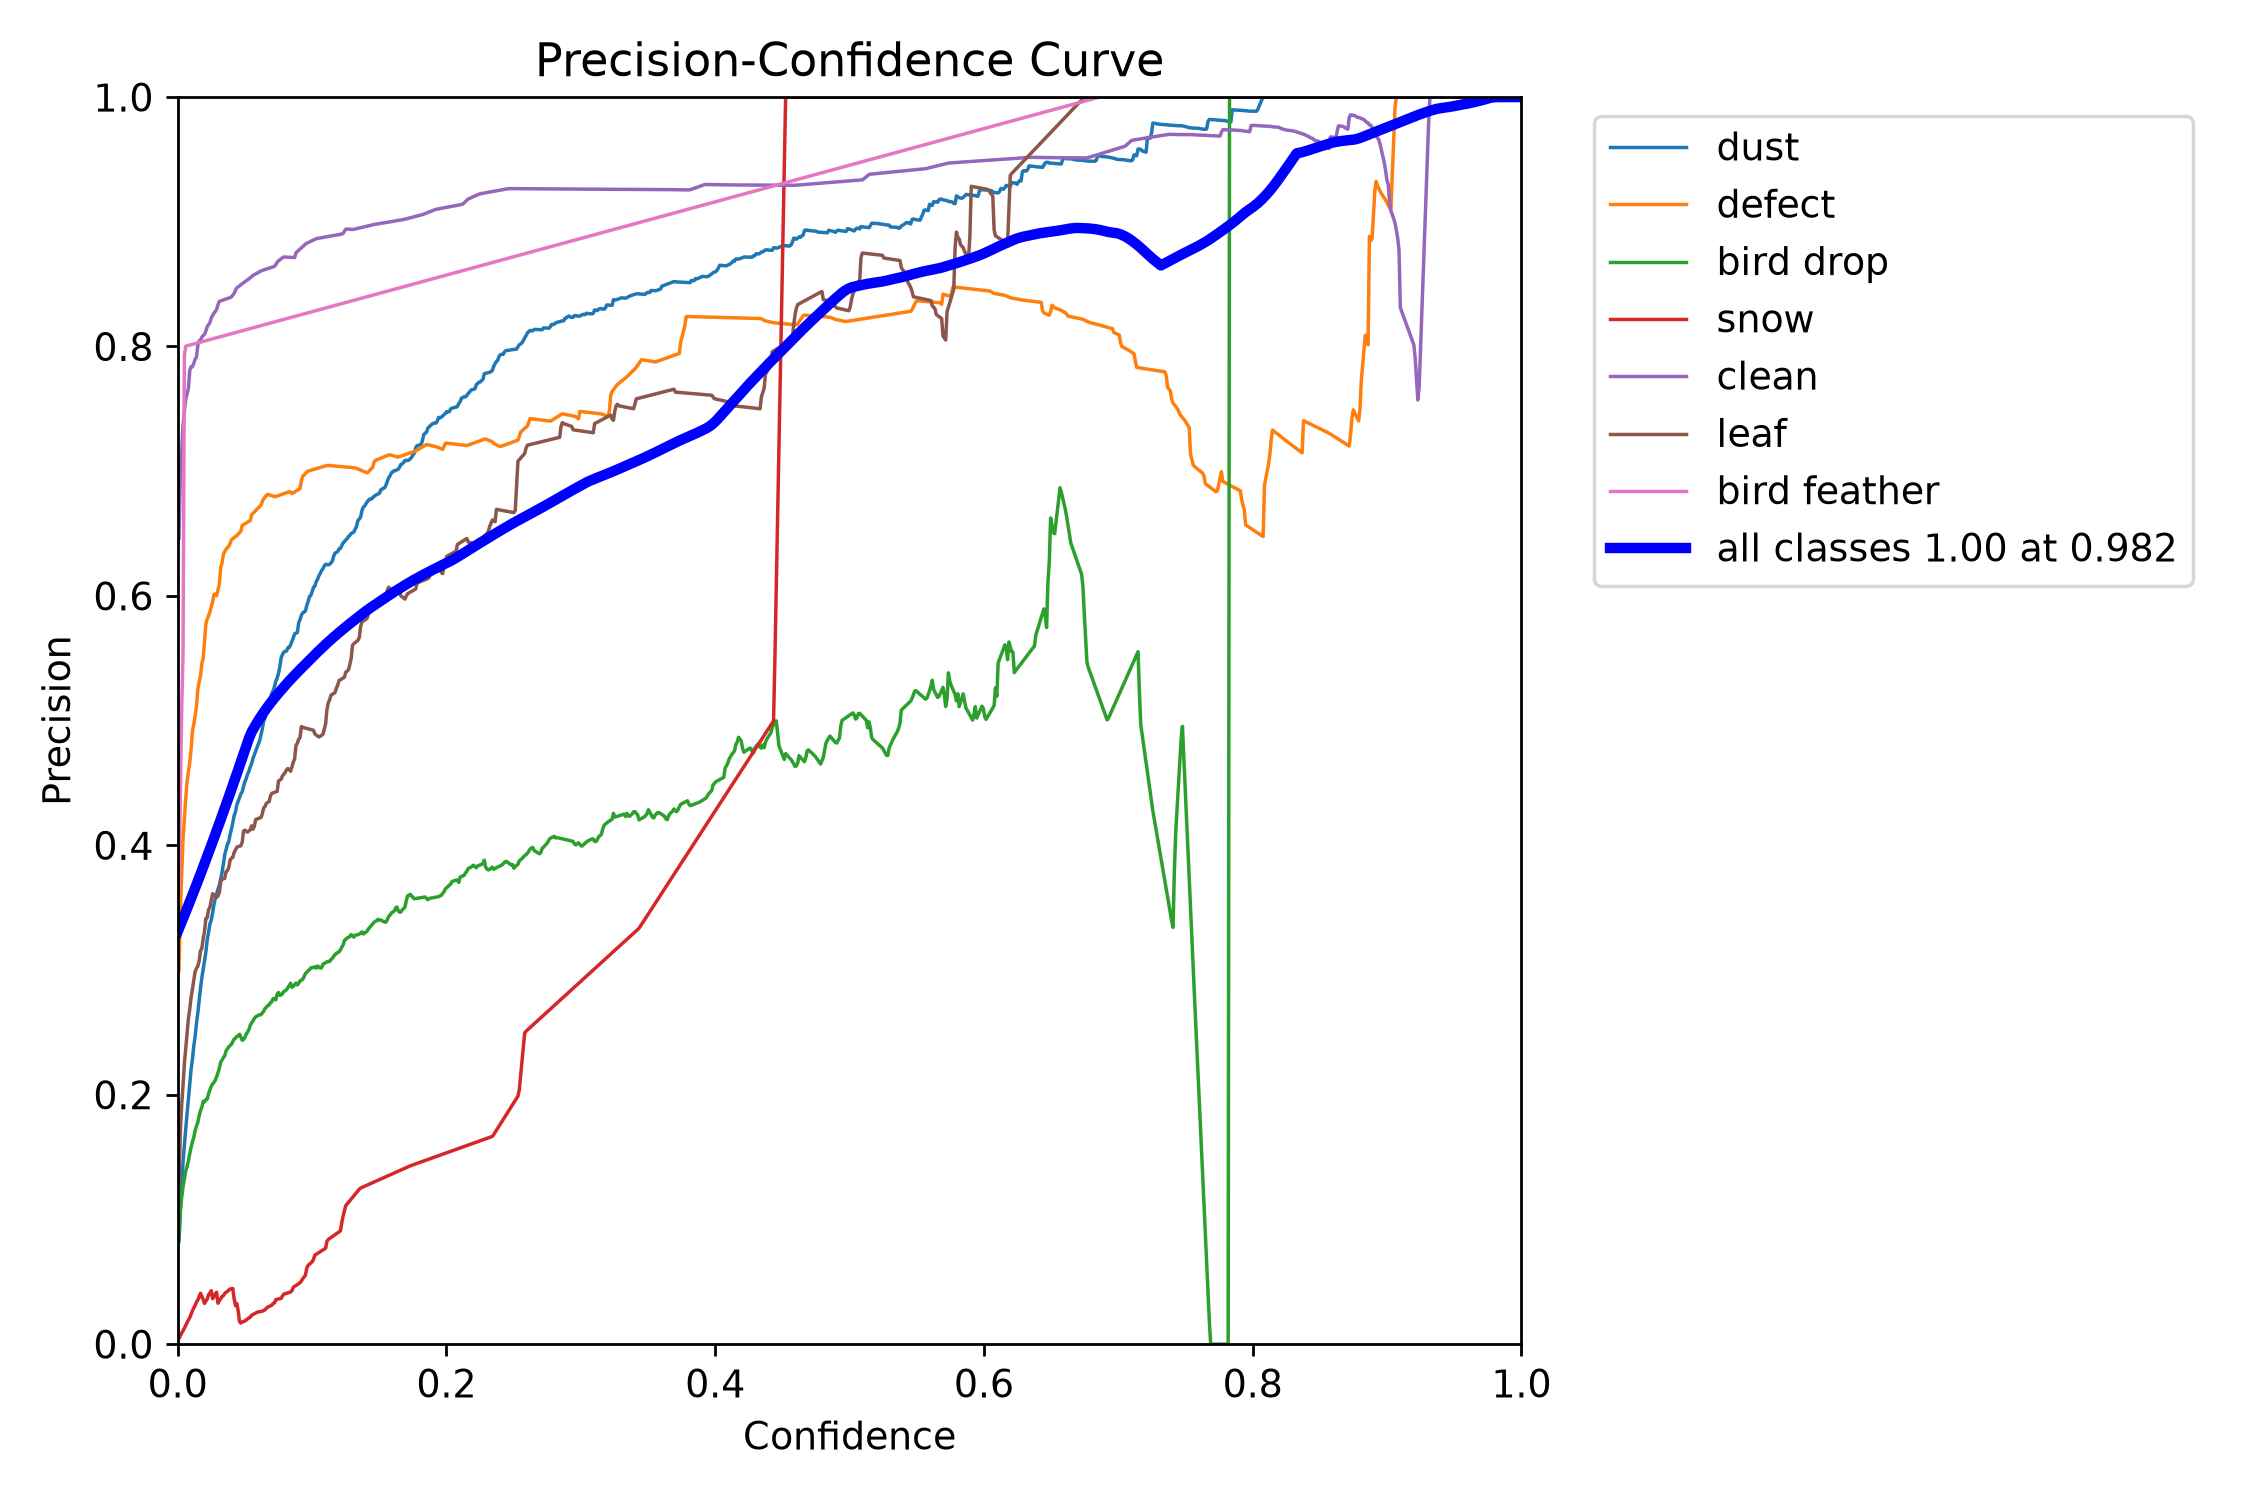 Precision-Confidence Curve
1.0
0.8
0.6
0.4
0.2
0.0
Precision
0.0 0.2 0.4 0.6 0.8 1.0
Confidence
dust
defect
bird drop
snow
clean
leaf
bird feather
all classes 1.00 at 0.982